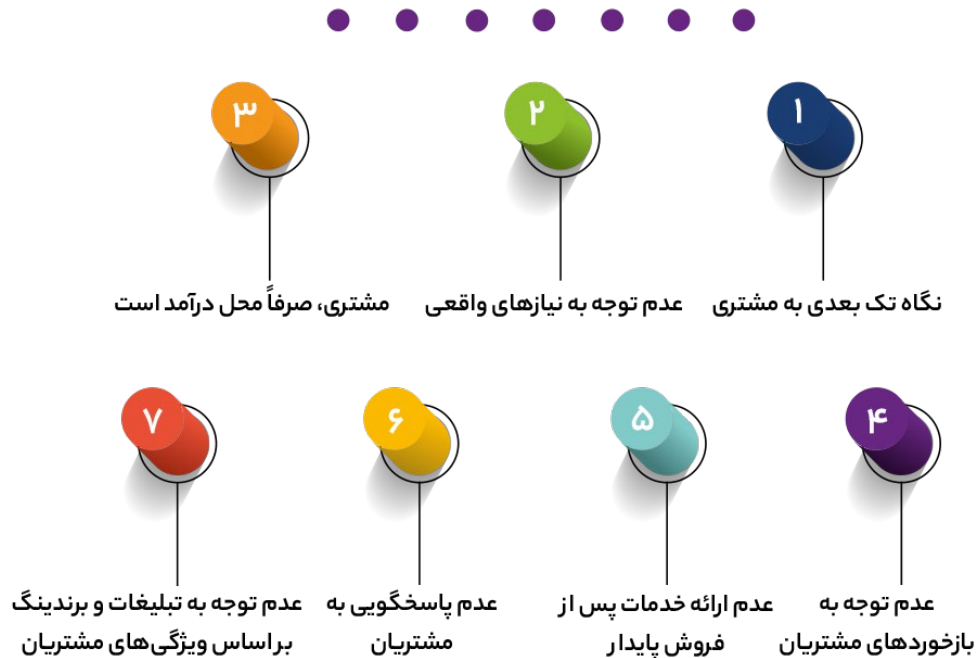 ۱
نگاه تک بعدی به مشتری
۲
عدم توجه به نیازهای واقعی
۳
مشتری، صرفاً محل درآمد است
۴
عدم توجه به
بازخوردهای مشتریان
۵
عدم ارائه خدمات پس از
فروش پایدار
۶
عدم پاسخگویی به
مشتریان
۷
عدم توجه به تبلیغات و برندینگ
براساس ویژگی‌های مشتریان